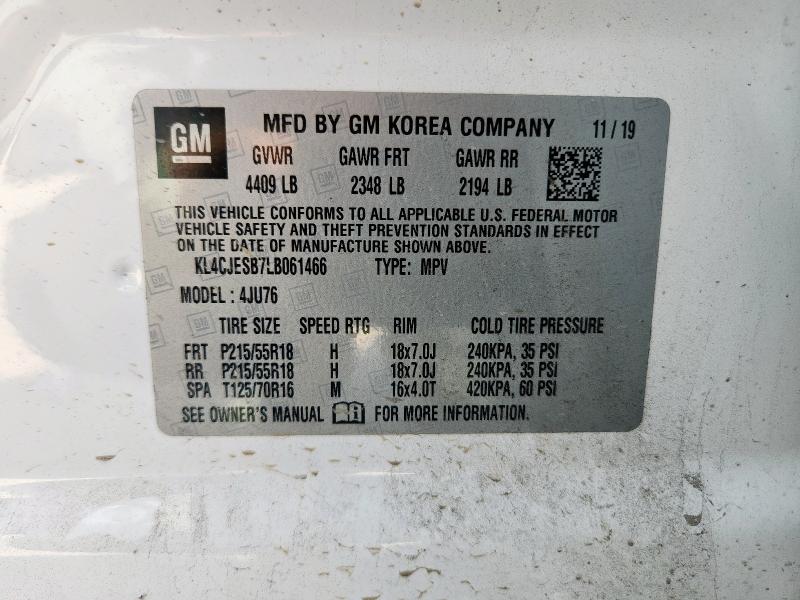 GM MFD BY GM KOREA COMPANY 11/19
GVWR GAWR FRT GAWR RR
4409 LB 2348 LB 2194 LB
THIS VEHICLE CONFORMS TO ALL APPLICABLE U.S. FEDERAL MOTOR
VEHICLE SAFETY AND THEFT PREVENTION STANDARDS IN EFFECT
ON THE DATE OF MANUFACTURE SHOWN ABOVE.
KL4CJESB7LB061466 TYPE: MPV
MODEL : 4JU76
TIRE SIZE SPEED RTG RIM COLD TIRE PRESSURE
FRT P215/55R18 H 18x7.0J 240KPA, 35 PSI
RR P215/55R18 H 18x7.0J 240KPA, 35 PSI
SPA T125/70R16 M 16x4.0T 420KPA, 60 PSI
SEE OWNER'S MANUAL FOR MORE INFORMATION.